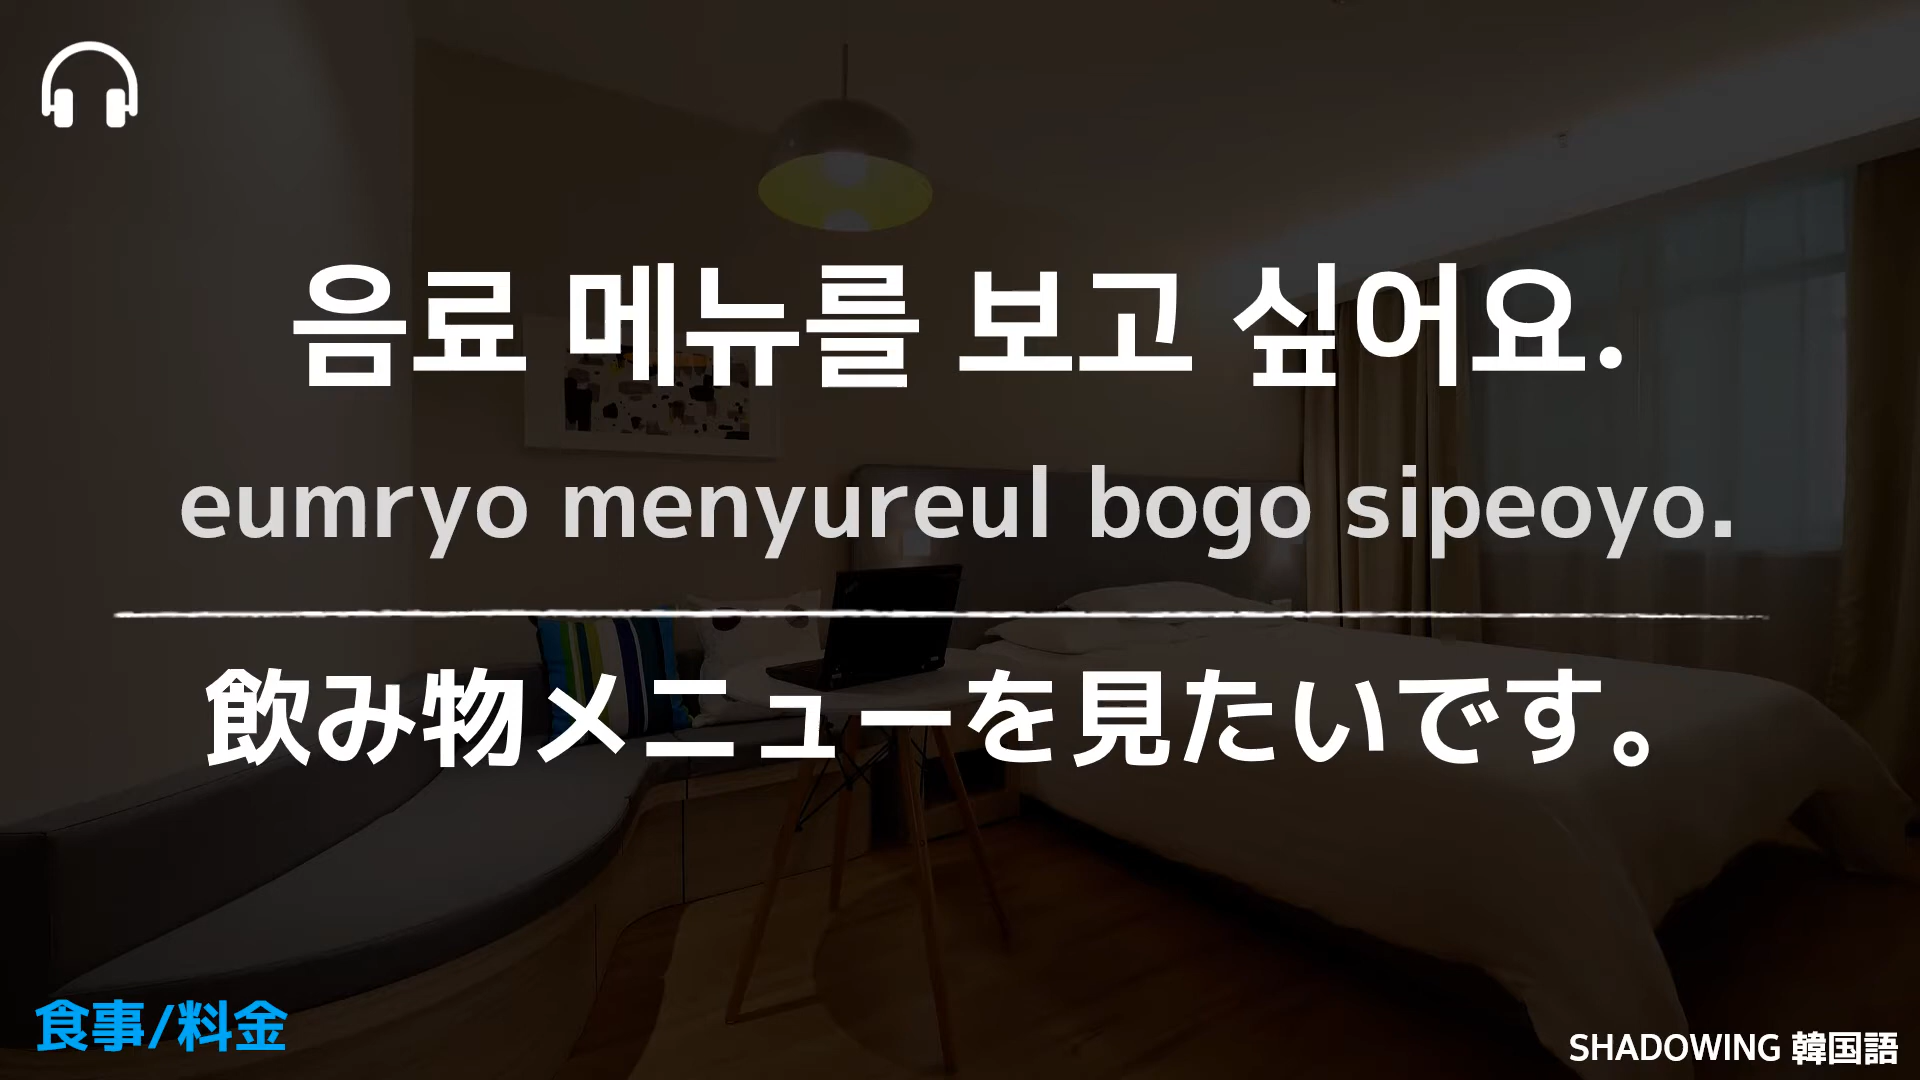 음료 메뉴를 보고 싶어요.
eumryo menyureul bogo sipeoyo.
飲み物メニューを見たいです。
食事/料金
SHADOWING 韓国語